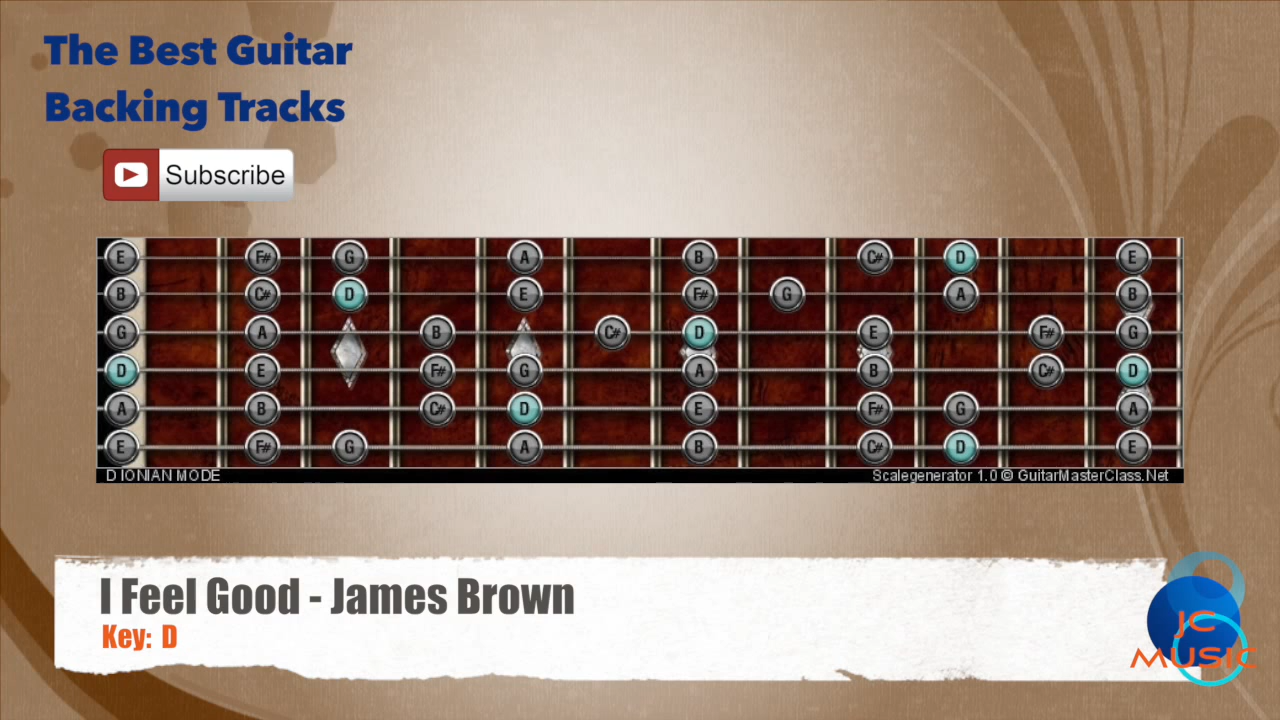 The Best Guitar
Backing Tracks
Subscribe
E F# G A B C# D E
B C# D E F# G A B
G A B C# D E F# G
D E F# G A B C# D
A B C# D E F# G A
E F# G A B C# D E
D IONIAN MODE
Scalegenerator 1.0 © GuitarMasterClass.Net
I Feel Good - James Brown
Key: D
JC
MUSIC